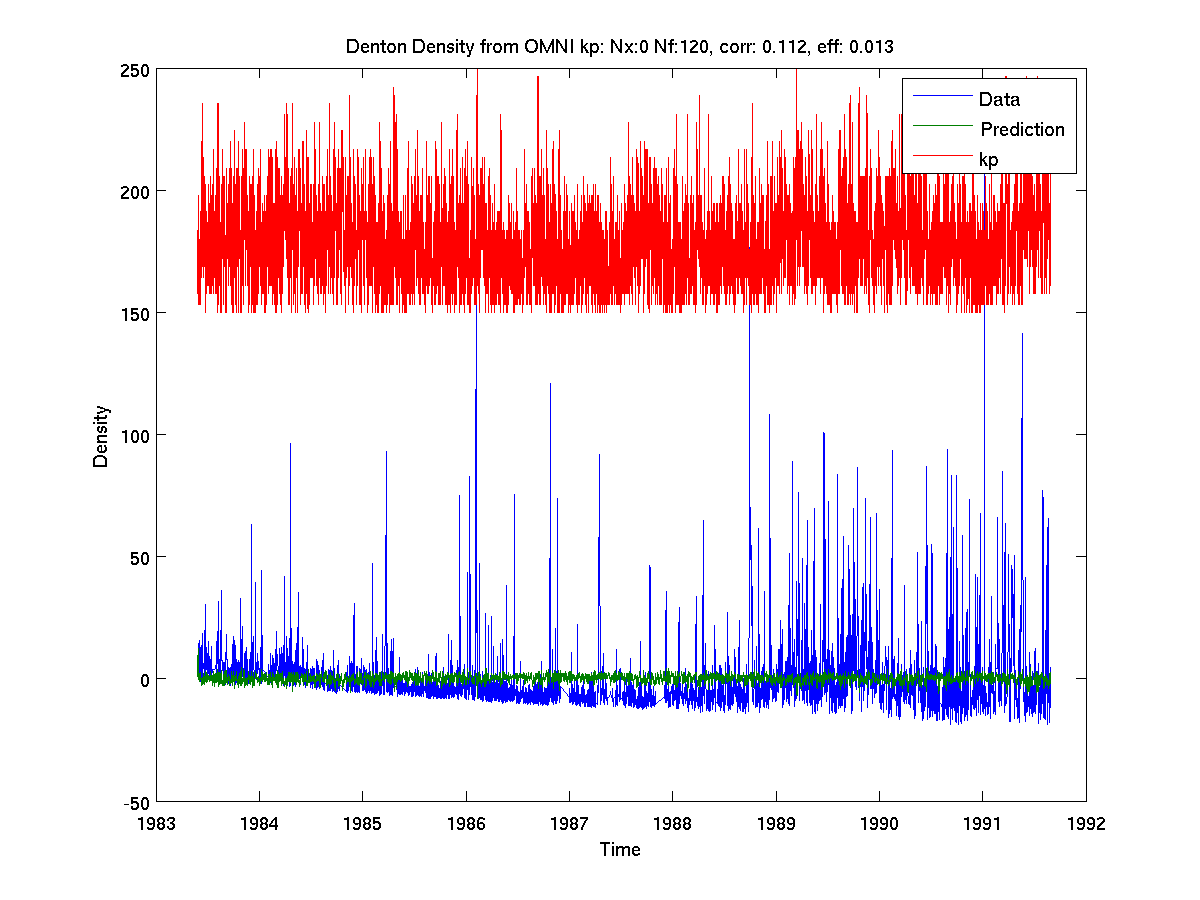 Denton Density from OMNI kp: Nx:0 Nf:120, corr: 0.112, eff: 0.013
250
200
150
100
50
0
-50
Density
Data
Prediction
kp
1983 1984 1985 1986 1987 1988 1989 1990 1991 1992
Time